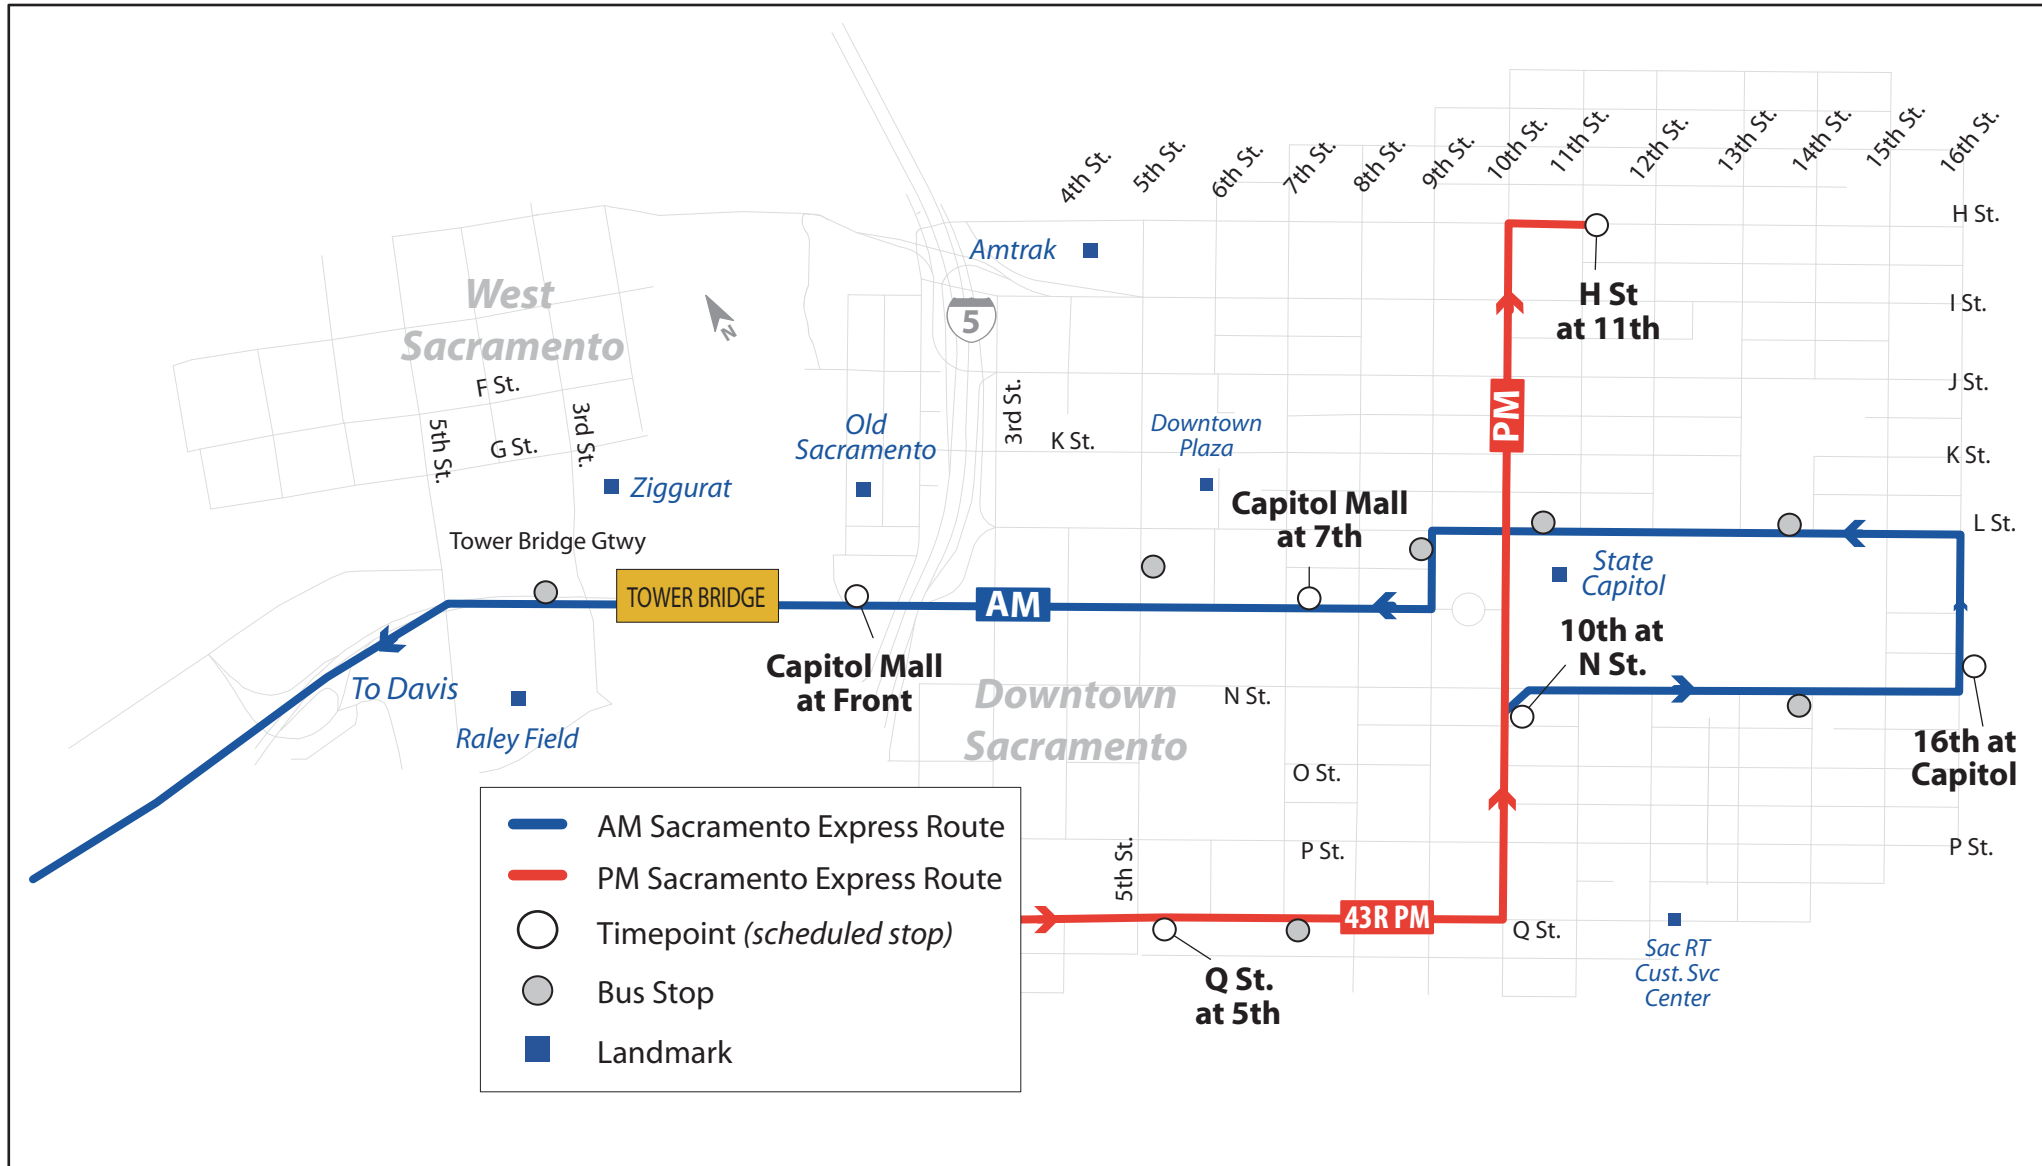 4th St.
5th St.
6th St.
7th St.
8th St.
9th St.
10th St.
11th St.
12th St.
13th St.
14th St.
15th St.
16th St.
H St.
Amtrak
West
Sacramento
N
5
H St
at 11th
I St.
F St.
J St.
PM
5th St.
G St.
3rd St.
Old
Sacramento
3rd St.
K St.
Downtown
Plaza
K St.
Ziggurat
Capitol Mall
at 7th
L St.
Tower Bridge Gtwy
State
Capitol
TOWER BRIDGE
AM
10th at
N St.
Capitol Mall
at Front
To Davis
N St.
Downtown
Sacramento
Raley Field
16th at
Capitol
O St.
AM Sacramento Express Route
PM Sacramento Express Route
Timepoint (scheduled stop)
Bus Stop
Landmark
5th St.
P St.
P St.
43R PM
Q St.
Sac RT
Cust. Svc
Center
Q St.
at 5th